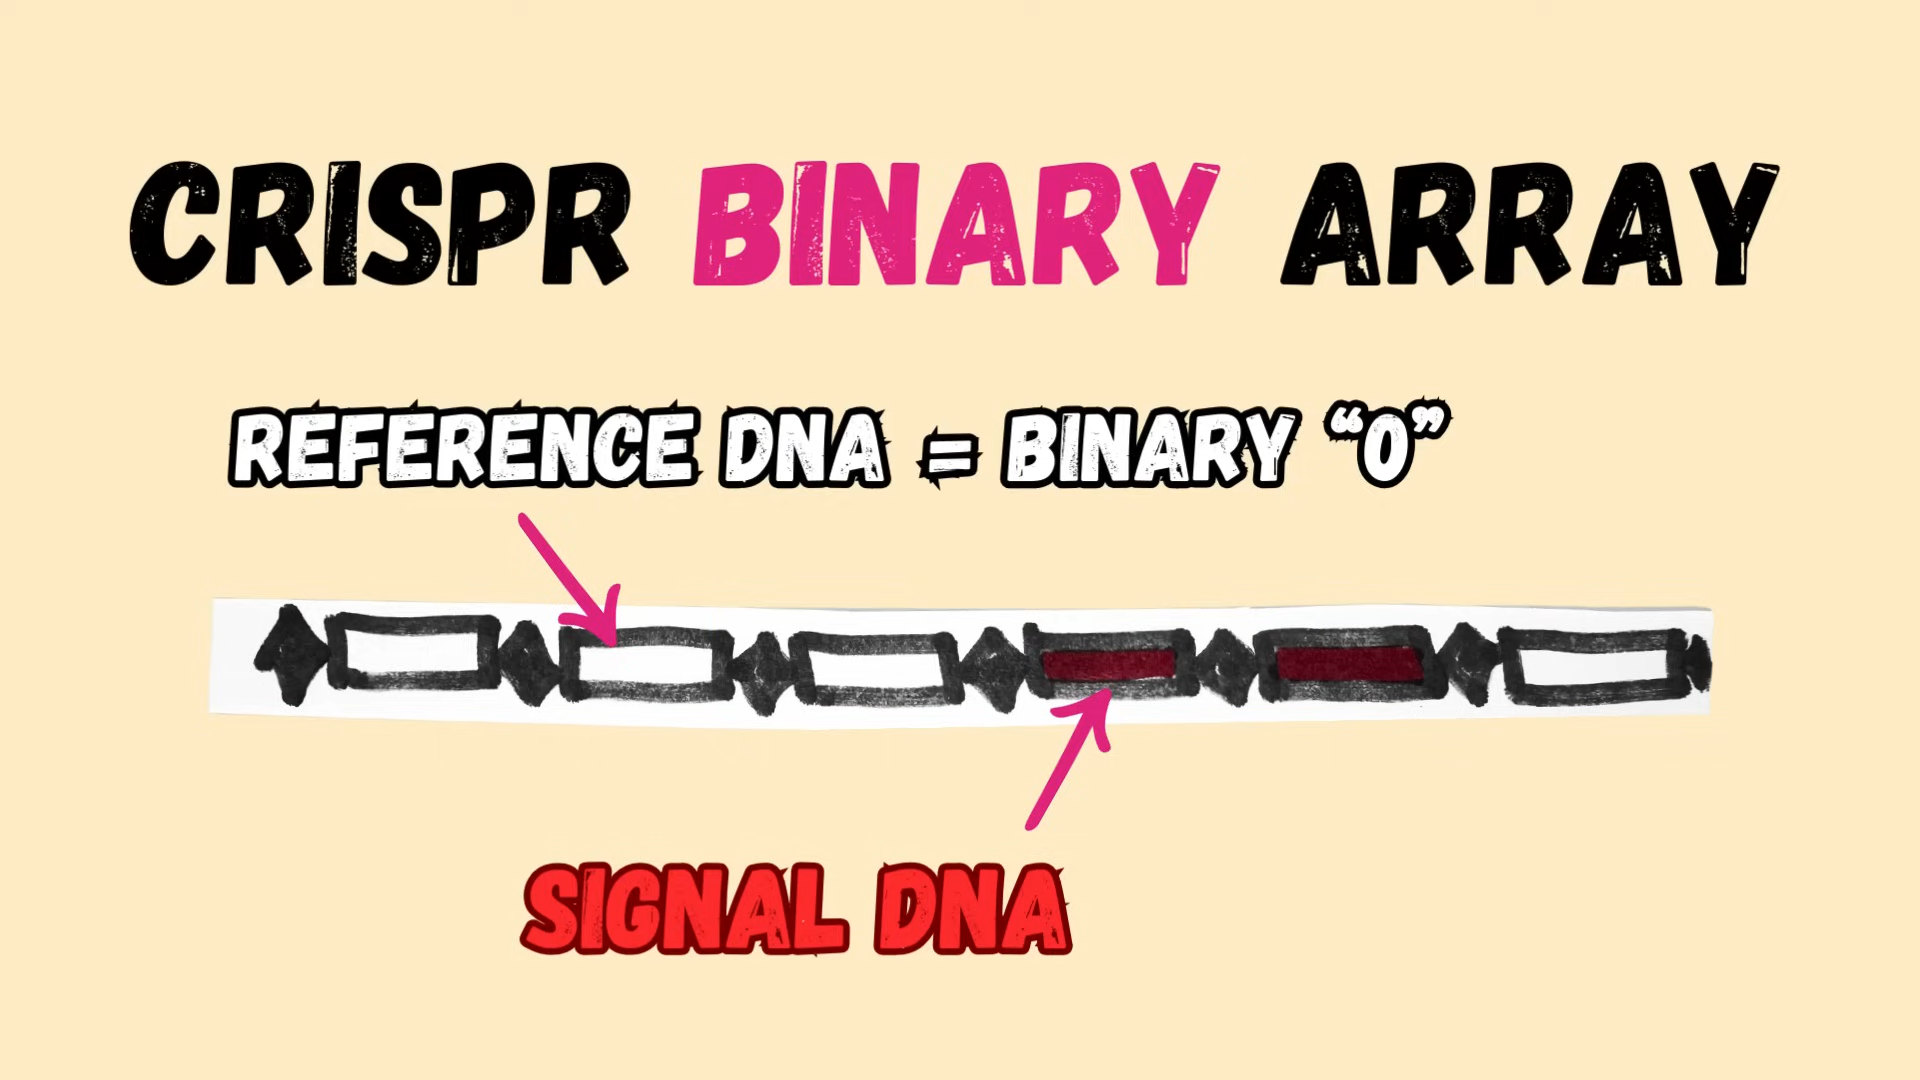 CRISPR BINARY ARRAY
REFERENCE DNA = BINARY “0”
SIGNAL DNA